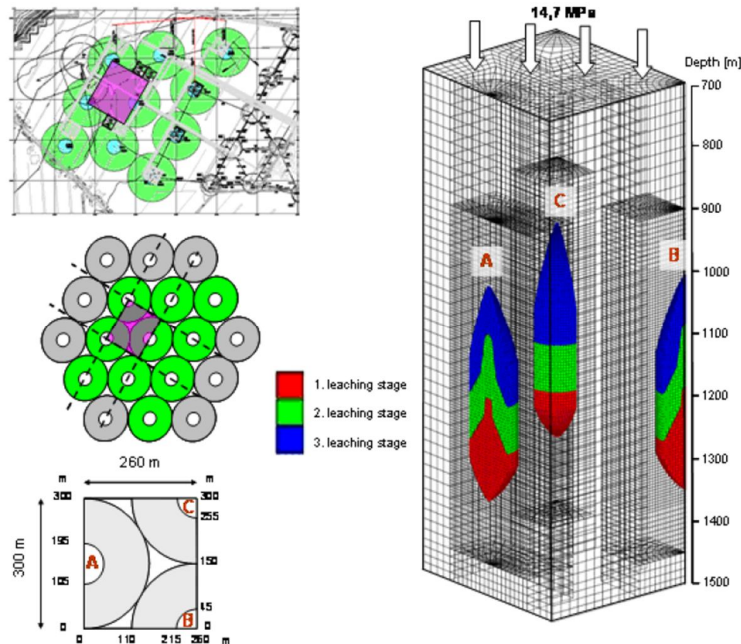 14,7 MPa
Depth [m]
700
800
900
1000
1100
1200
1300
1400
1500
C
A
B
1. leaching stage
2. leaching stage
3. leaching stage
260 m
m
m
300
300
C
255
195
300 m
A
150
105
45
B
0
0
0
110
215
260
m